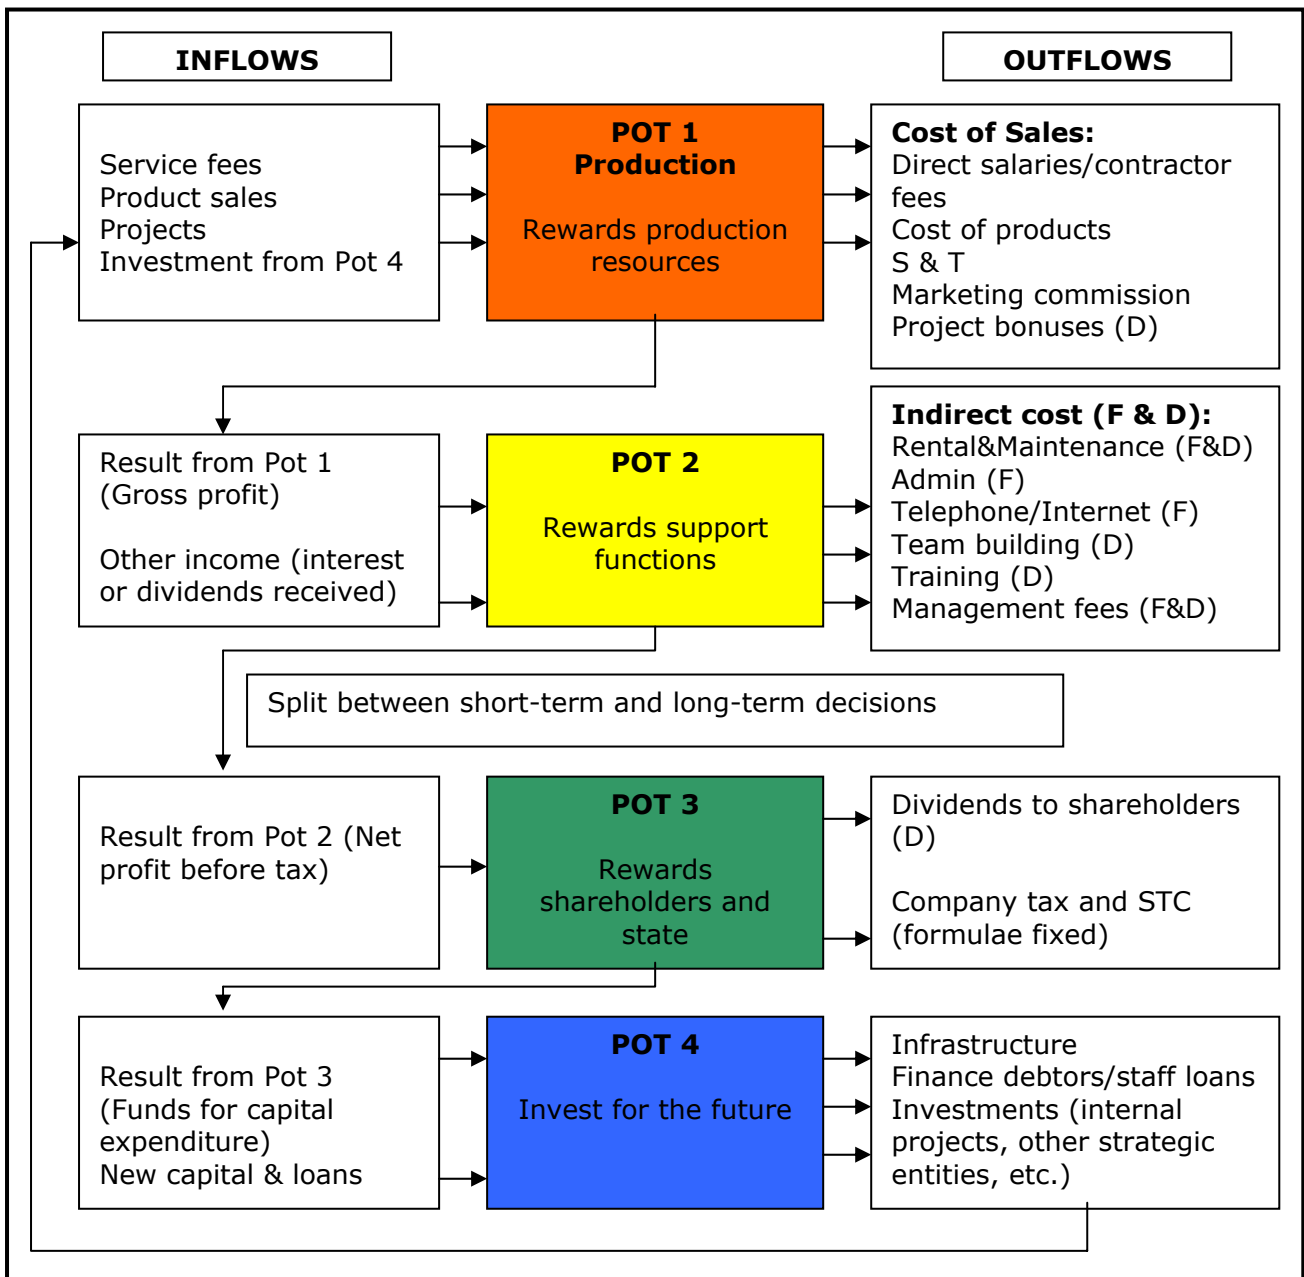 INFLOWS
OUTFLOWS
Service fees
Product sales
Projects
Investment from Pot 4
POT 1
Production
Rewards production
resources
Cost of Sales:
Direct salaries/contractor
fees
Cost of products
S & T
Marketing commission
Project bonuses (D)
Result from Pot 1
(Gross profit)
Other income (interest
or dividends received)
POT 2
Rewards support
functions
Indirect cost (F & D):
Rental&Maintenance (F&D)
Admin (F)
Telephone/Internet (F)
Team building (D)
Training (D)
Management fees (F&D)
Split between short-term and long-term decisions
Result from Pot 2 (Net
profit before tax)
POT 3
Rewards
shareholders and
state
Dividends to shareholders
(D)
Company tax and STC
(formulae fixed)
Result from Pot 3
(Funds for capital
expenditure)
New capital & loans
POT 4
Invest for the future
Infrastructure
Finance debtors/staff loans
Investments (internal
projects, other strategic
entities, etc.)